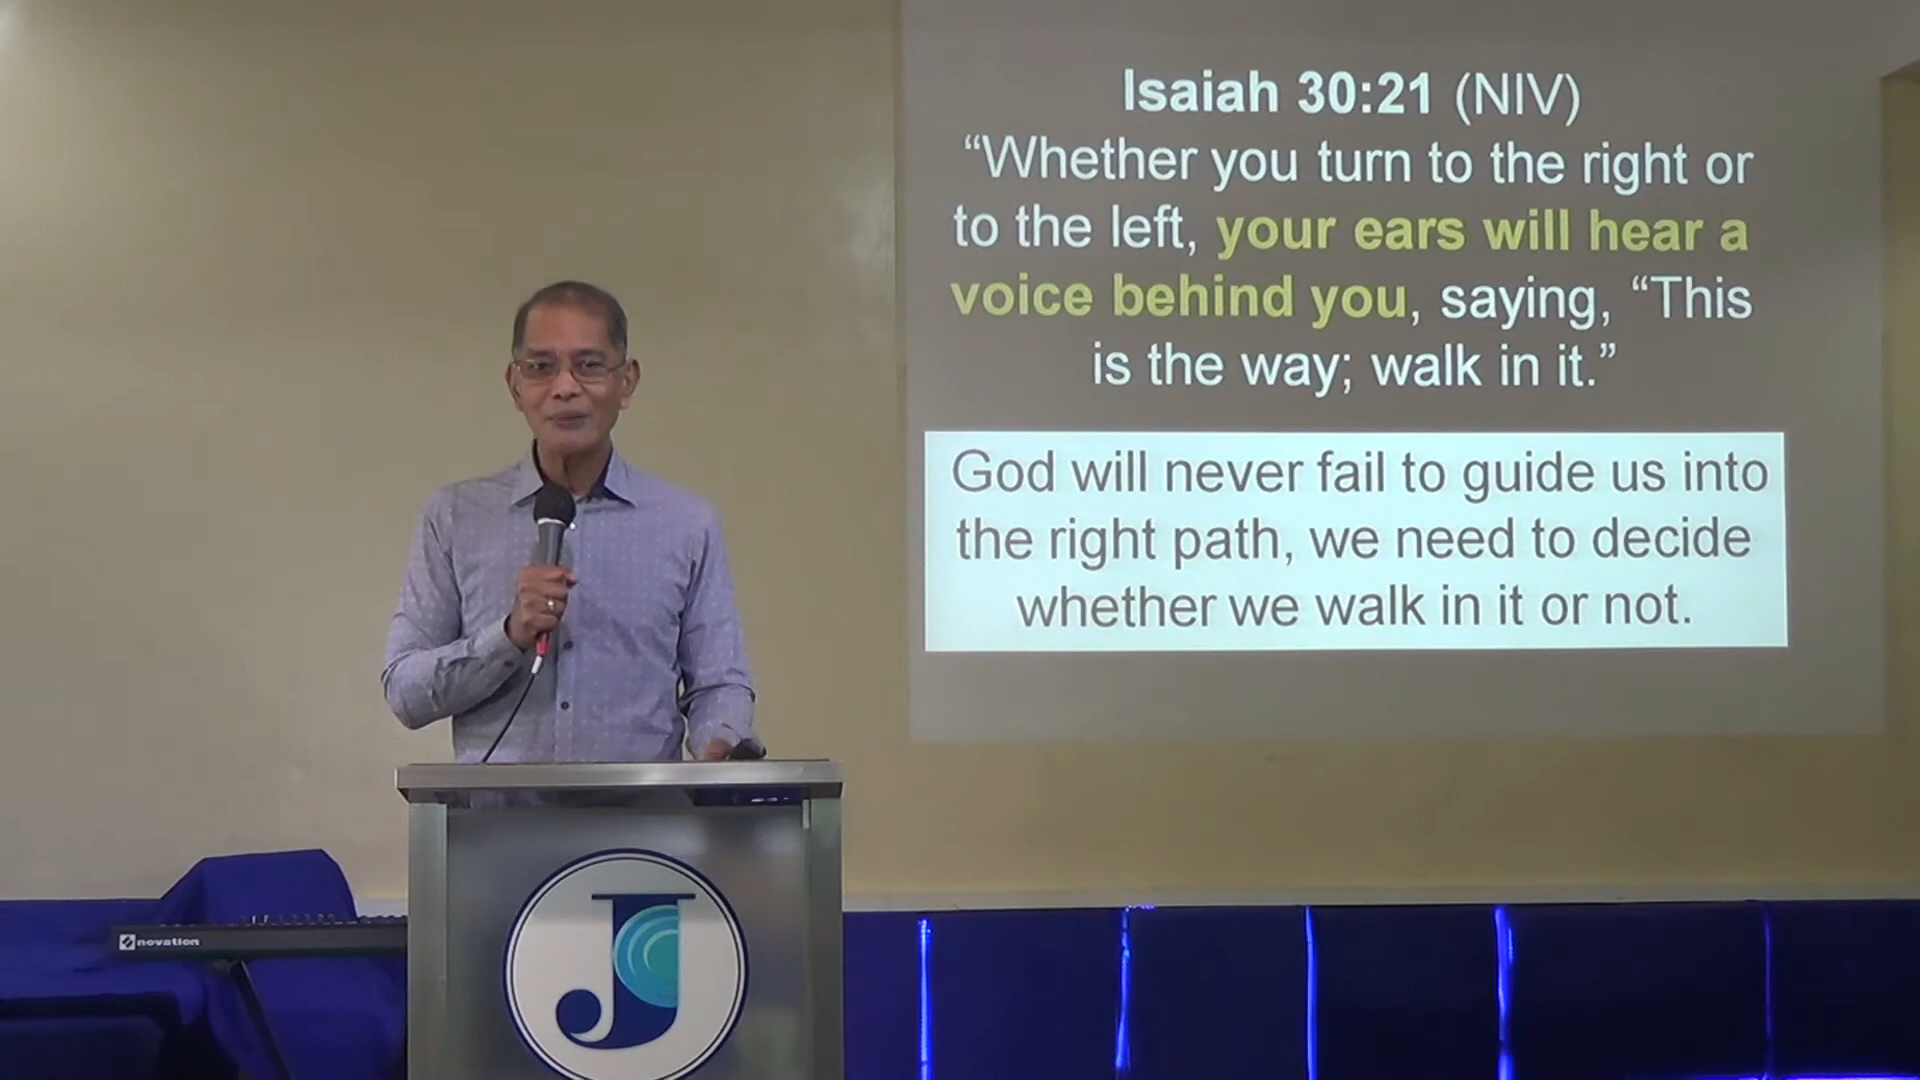 Isaiah 30:21 (NIV)
“Whether you turn to the right or
to the left, your ears will hear a
voice behind you, saying, “This
is the way; walk in it.”
God will never fail to guide us into
the right path, we need to decide
whether we walk in it or not.
novation
J